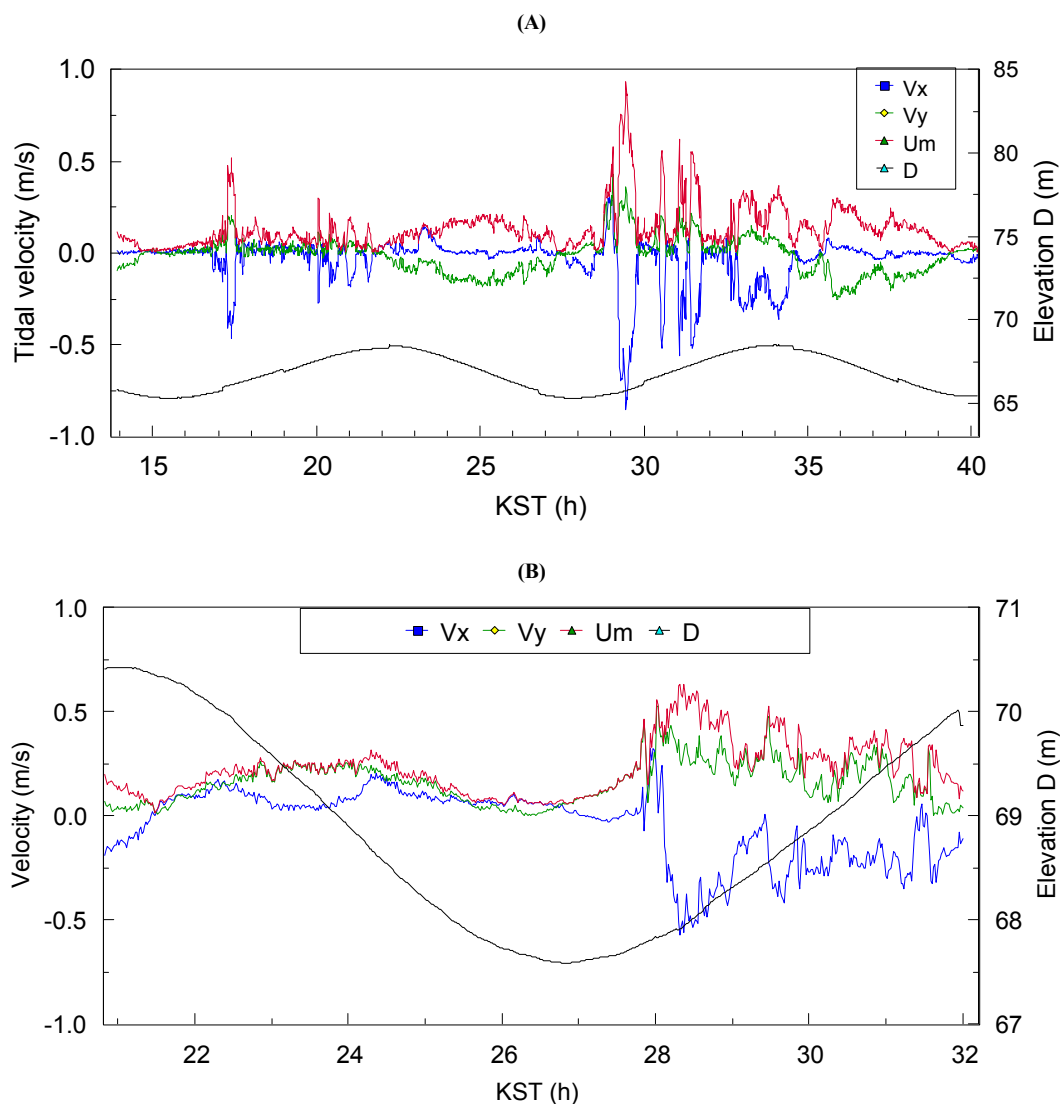 (A)
1.0
0.5
0.0
-0.5
-1.0
Tidal velocity (m/s)
85
80
75
70
65
Elevation D (m)
Vx
Vy
Um
D
15 20 25 30 35 40
KST (h)
(B)
1.0
0.5
0.0
-0.5
-1.0
Velocity (m/s)
71
70
69
68
67
Elevation D (m)
Vx Vy Um D
22 24 26 28 30 32
KST (h)